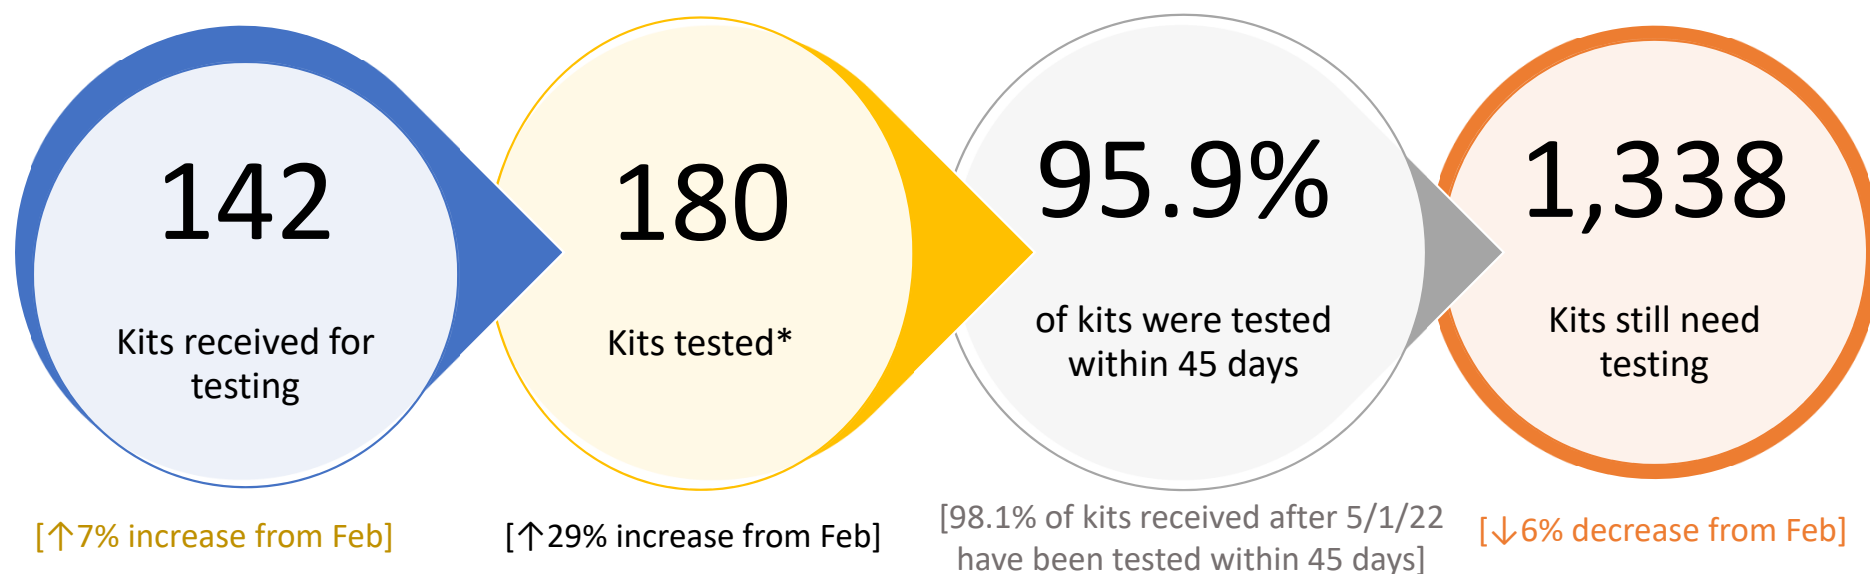 142
Kits received for
testing
[↑7% increase from Feb]
180
Kits tested*
[↑29% increase from Feb]
95.9%
of kits were tested
within 45 days
[98.1% of kits received after 5/1/22
have been tested within 45 days]
1,338
Kits still need
testing
[↓6% decrease from Feb]